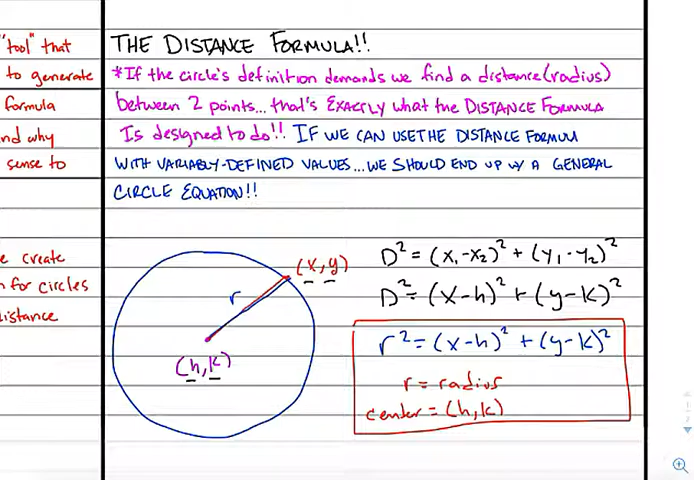 "tool" that
to generate
formula
nd why
sense to
e create
n for circles
distance
THE DISTANCE FORMULA!!
*If the circle's definition demands we find a distance (radius)
between 2 points... that's EXACTLY what the DISTANCE FORMULA
Is designed to do!! IF WE CAN USE THE DISTANCE FORMULA
WITH VARIABLY-DEFINED VALUES... WE SHOULD END UP W/ A GENERAL
CIRCLE EQUATION!!
(x, y)
r
(h, k)
D² = (x₁-x₂)² + (y₁-y₂)²
D² = (x-h)² + (y-k)²
r² = (x-h)² + (y-k)²
r = radius
center = (h, k)